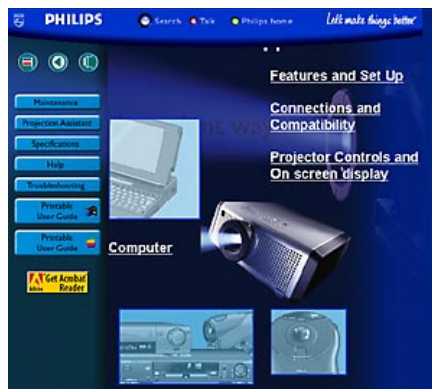 PHILIPS
Search
Talk
Philips home
Let's make things better
Features and Set Up
Connections and
Compatibility
Projector Controls and
On screen display
Maintenance
Projection Assistant
Specifications
Help
Troubleshooting
Printable
User Guide
Printable
User Guide
Get Acrobat
Reader
Adobe
Computer